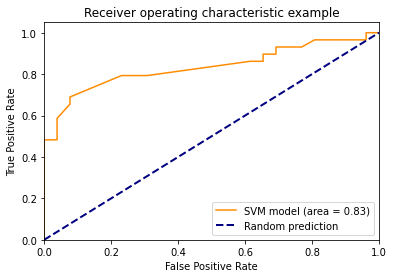 Receiver operating characteristic example
True Positive Rate
1.0
0.8
0.6
0.4
0.2
0.0
SVM model (area = 0.83)
Random prediction
0.0 0.2 0.4 0.6 0.8 1.0
False Positive Rate